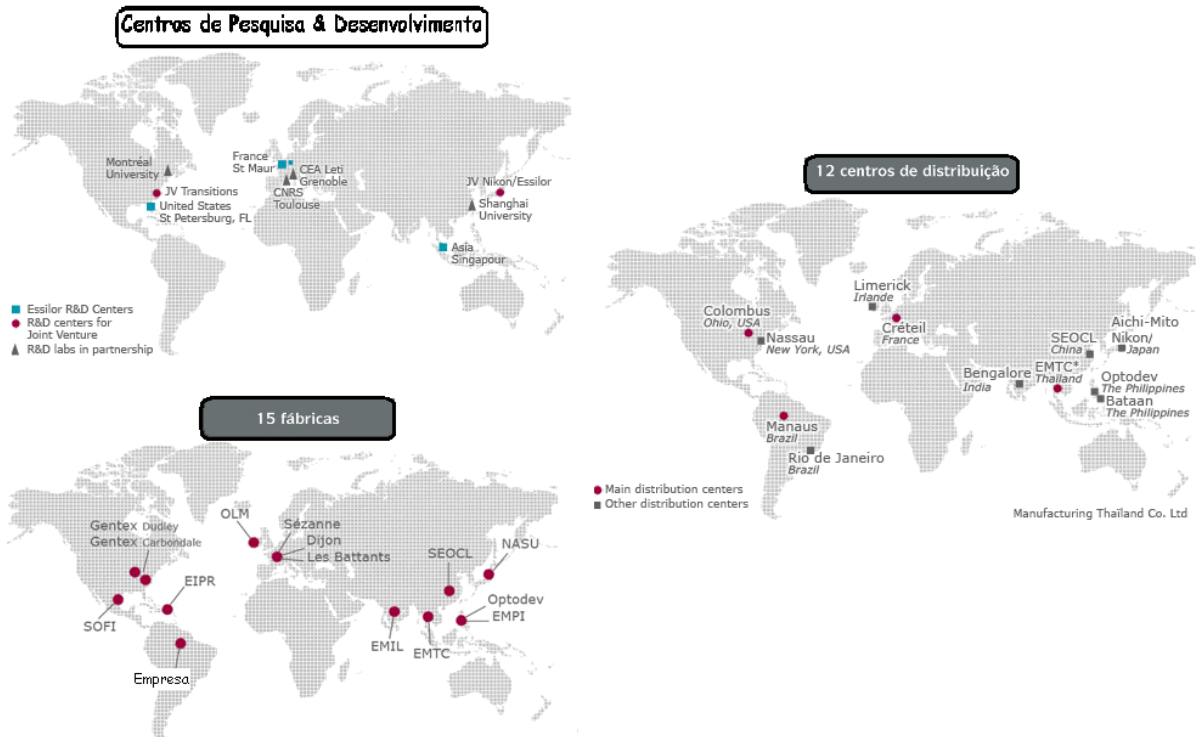 Centros de Pesquisa & Desenvolvimento
Montréal
University
France
St Maur
CEA Leti
Grenoble
CNRS
Toulouse
JV Transitions
United States
St Petersburg, FL
JV Nikon/Essilor
Shanghai
University
Asia
Singapour
Essilor R&D Centers
R&D centers for
Joint Venture
R&D labs in partnership
12 centros de distribuição
Limerick
Irlande
Colombus
Ohio, USA
Créteil
France
Nassau
New York, USA
SEOCL
China
Aichi-Mito
Nikon/
Japan
Bengalore
India
EMTC*
Thailand
Optodev
The Philippines
Bataan
The Philippines
Manaus
Brazil
Rio de Janeiro
Brazil
Main distribution centers
Other distribution centers
Manufacturing Thaïland Co. Ltd
15 fábricas
Gentex Dudley
Gentex Carbondale
OLM
Sézanne
Dijon
Les Battants
SEOCL
NASU
EIPR
SOFI
Optodev
EMPI
EMIL
EMTC
Empresa